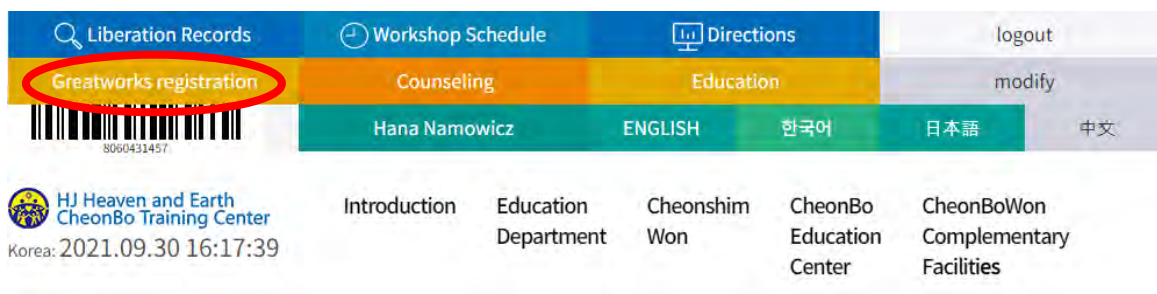 Liberation Records Workshop Schedule Directions logout
Greatworks registration Counseling Education modify
8060431457
Hana Namowicz ENGLISH 한국어 日本語 中文
HJ Heaven and Earth
CheonBo Training Center
Korea: 2021.09.30 16:17:39
Introduction
Education
Department
Cheonshim
Won
CheonBo
Education
Center
CheonBoWon
Complementary
Facilities